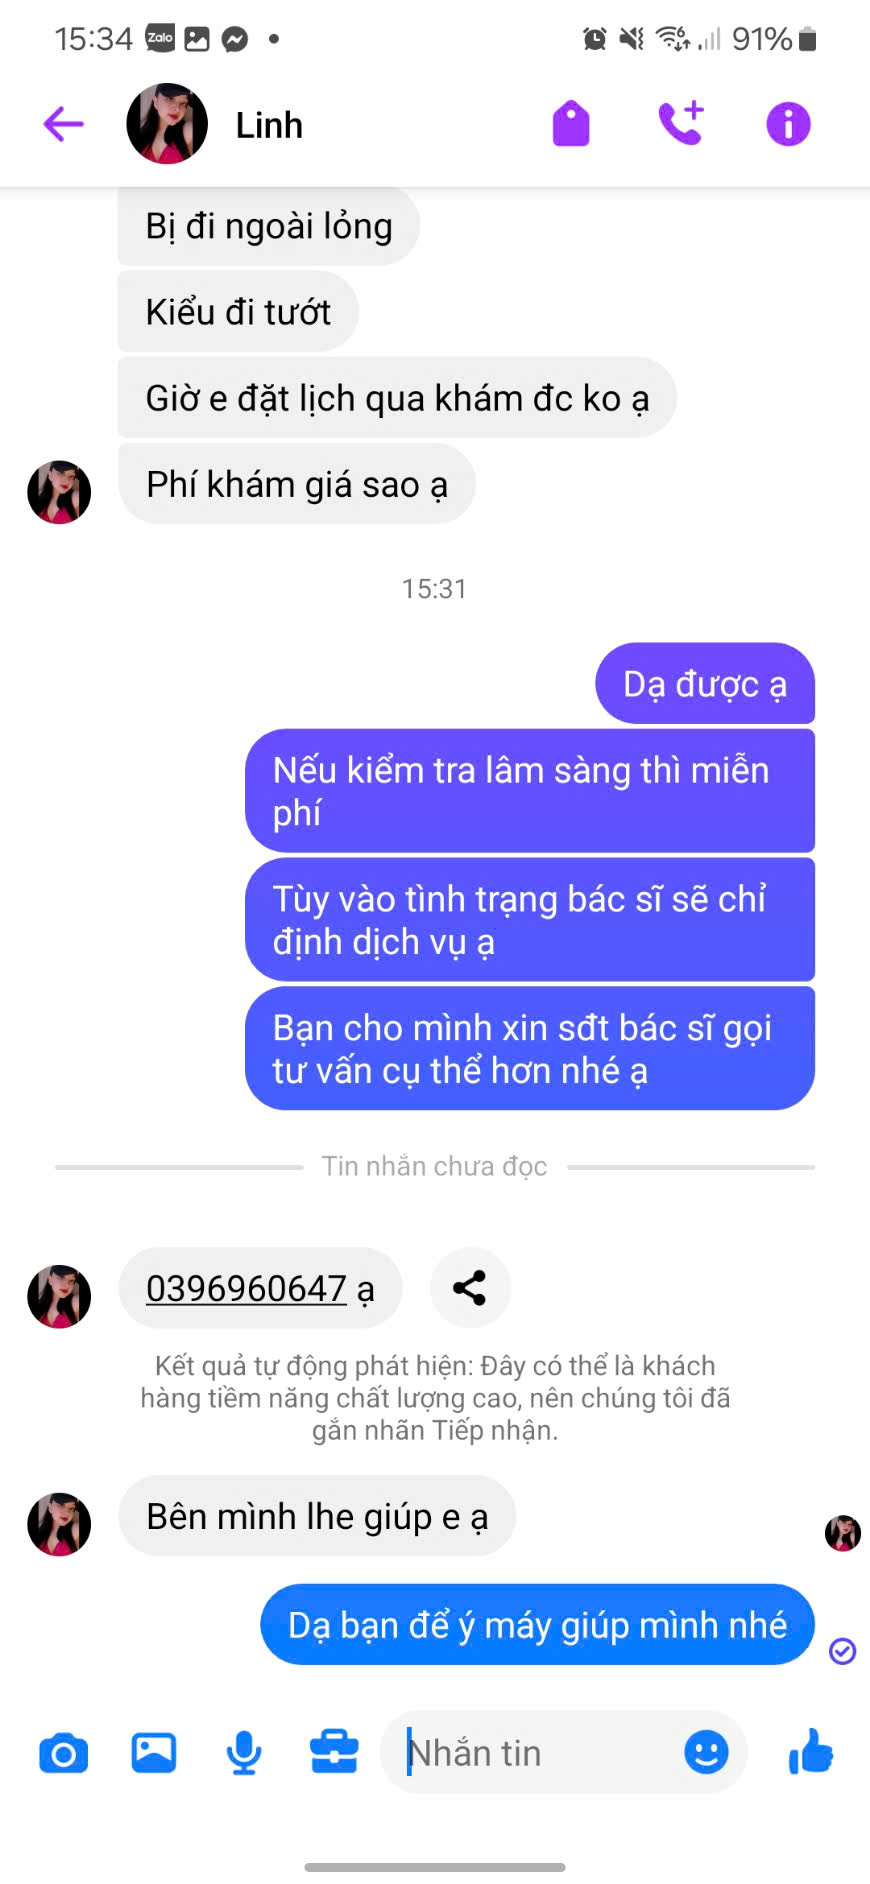 15:34 Zalo 91%
Linh
Bị đi ngoài lỏng
Kiểu đi tướt
Giờ e đặt lịch qua khám đc ko ạ
Phí khám giá sao ạ
15:31
Dạ được ạ
Nếu kiểm tra lâm sàng thì miễn
phí
Tùy vào tình trạng bác sĩ sẽ chỉ
định dịch vụ ạ
Bạn cho mình xin sđt bác sĩ gọi
tư vấn cụ thể hơn nhé ạ
Tin nhắn chưa đọc
0396960647 ạ
Kết quả tự động phát hiện: Đây có thể là khách
hàng tiềm năng chất lượng cao, nên chúng tôi đã
gắn nhãn Tiếp nhận.
Bên mình lhe giúp e ạ
Dạ bạn để ý máy giúp mình nhé
Nhắn tin